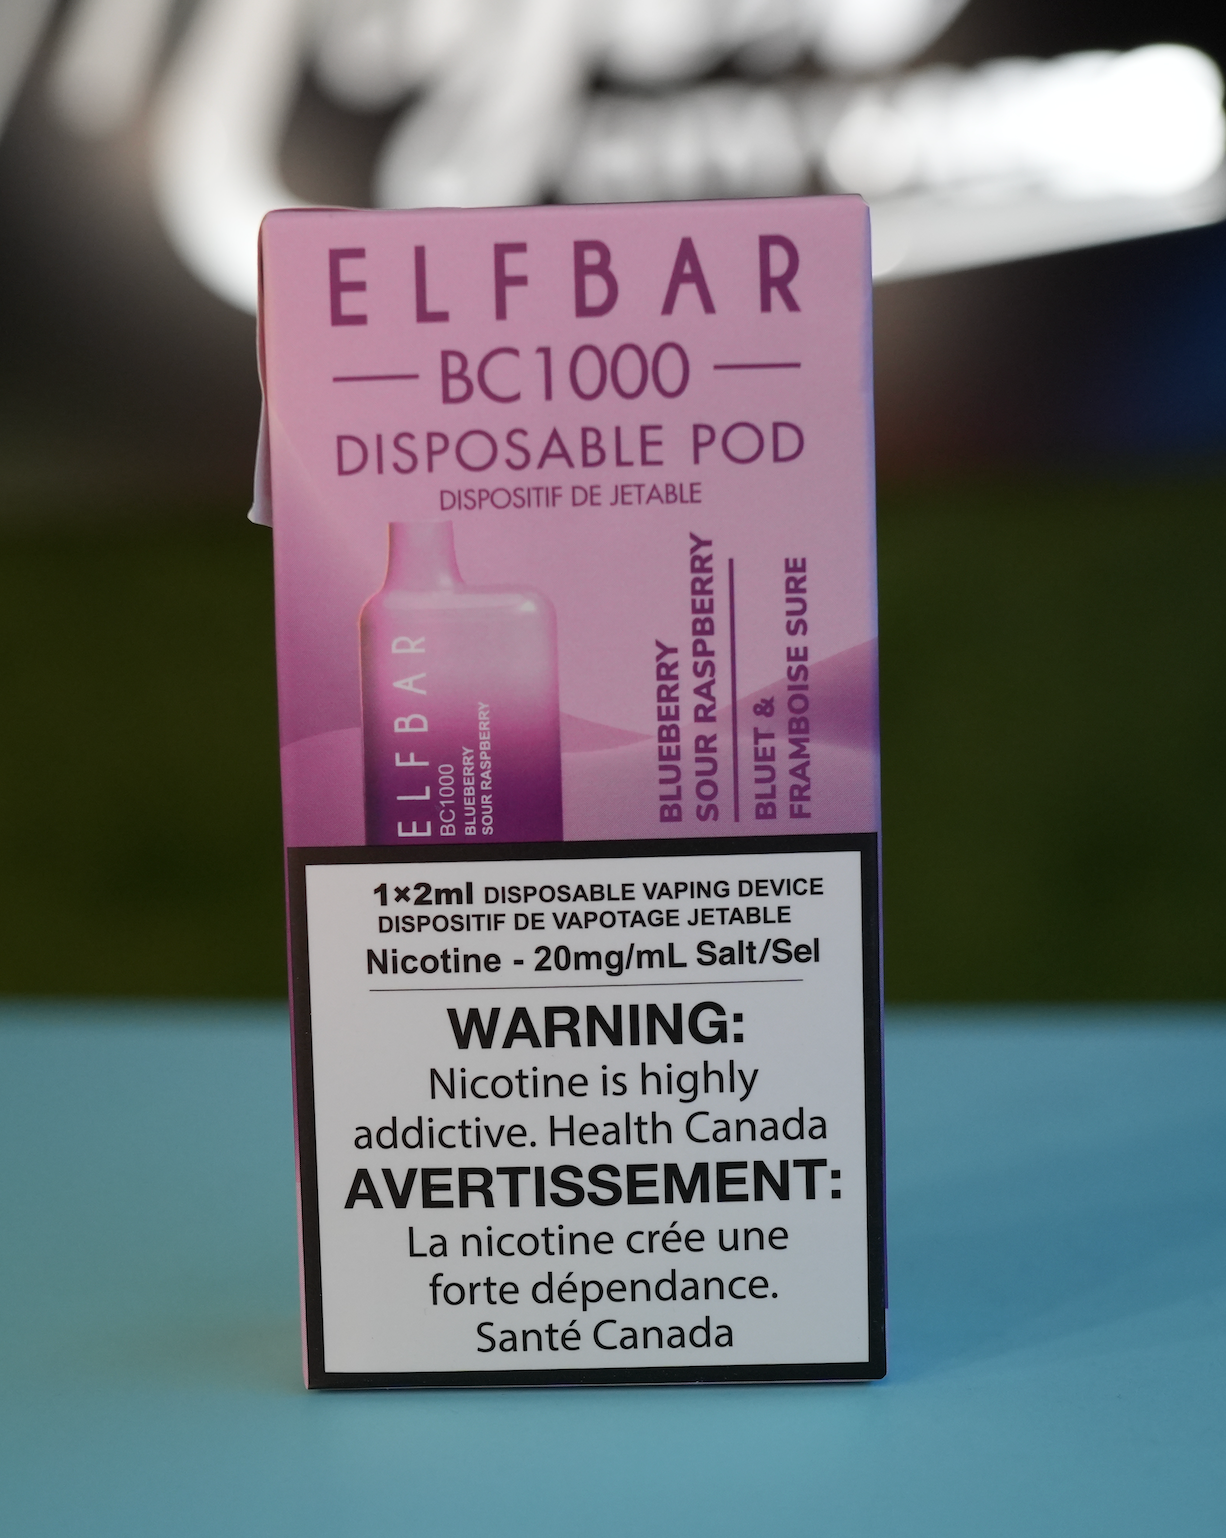 ELFBAR
BC1000
DISPOSABLE POD
DISPOSITIF DE JETABLE
ELFBAR
BC1000
BLUEBERRY
SOUR RASPBERRY
BLUEBERRY
SOUR RASPBERRY
BLUET &
FRAMBOISE SURE
1×2ml DISPOSABLE VAPING DEVICE
DISPOSITIF DE VAPOTAGE JETABLE
Nicotine - 20mg/mL Salt/Sel
WARNING:
Nicotine is highly
addictive. Health Canada
AVERTISSEMENT:
La nicotine crée une
forte dépendance.
Santé Canada